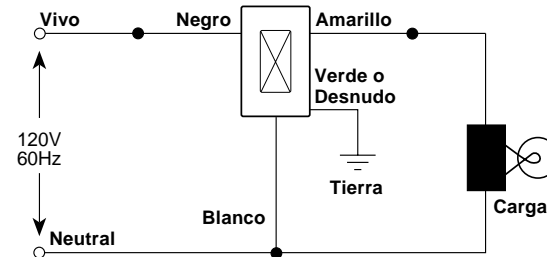 Vivo
Negro
Amarillo
Verde o
Desnudo
120V
60Hz
Tierra
Carga
Blanco
Neutral